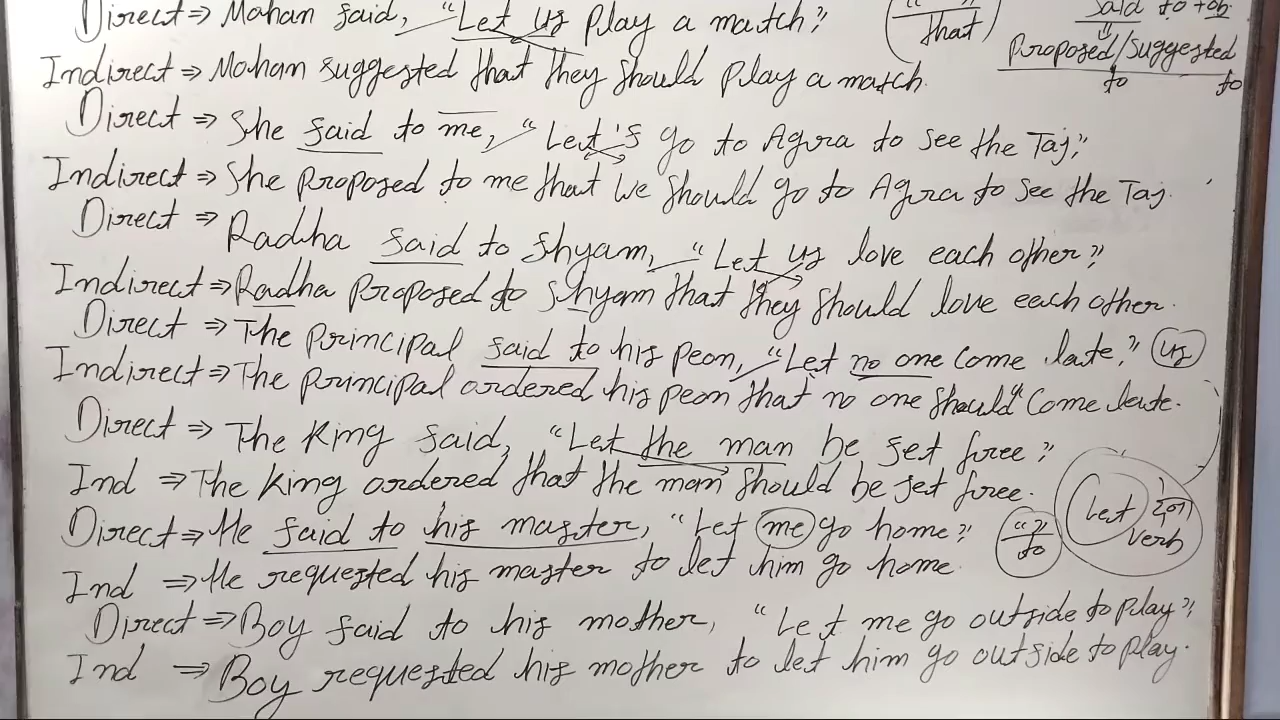 Direct ⇒ Mohan said, "Let us play a match."
Indirect ⇒ Mohan suggested that they should play a match.
Direct ⇒ She said to me, "Let's go to Agra to see the Taj."
Indirect ⇒ She proposed to me that we should go to Agra to see the Taj.
Direct ⇒ Radha said to Shyam, "Let us love each other."
Indirect ⇒ Radha proposed to Shyam that they should love each other.
Direct ⇒ The principal said to his peon, "Let no one come late." us
Indirect ⇒ The principal ordered his peon that no one should come late.
Direct ⇒ The King said, "Let the man be set free."
Ind ⇒ The King ordered that the man should be set free.
Direct ⇒ He said to his master, "Let me go home."
Ind ⇒ He requested his master to let him go home
Direct ⇒ Boy said to his mother, "Let me go outside to play."
Ind ⇒ Boy requested his mother to let him go outside to play.
" "
that
said to + ob
⇓
Proposed/suggested
to to
" "
to
Let
verb